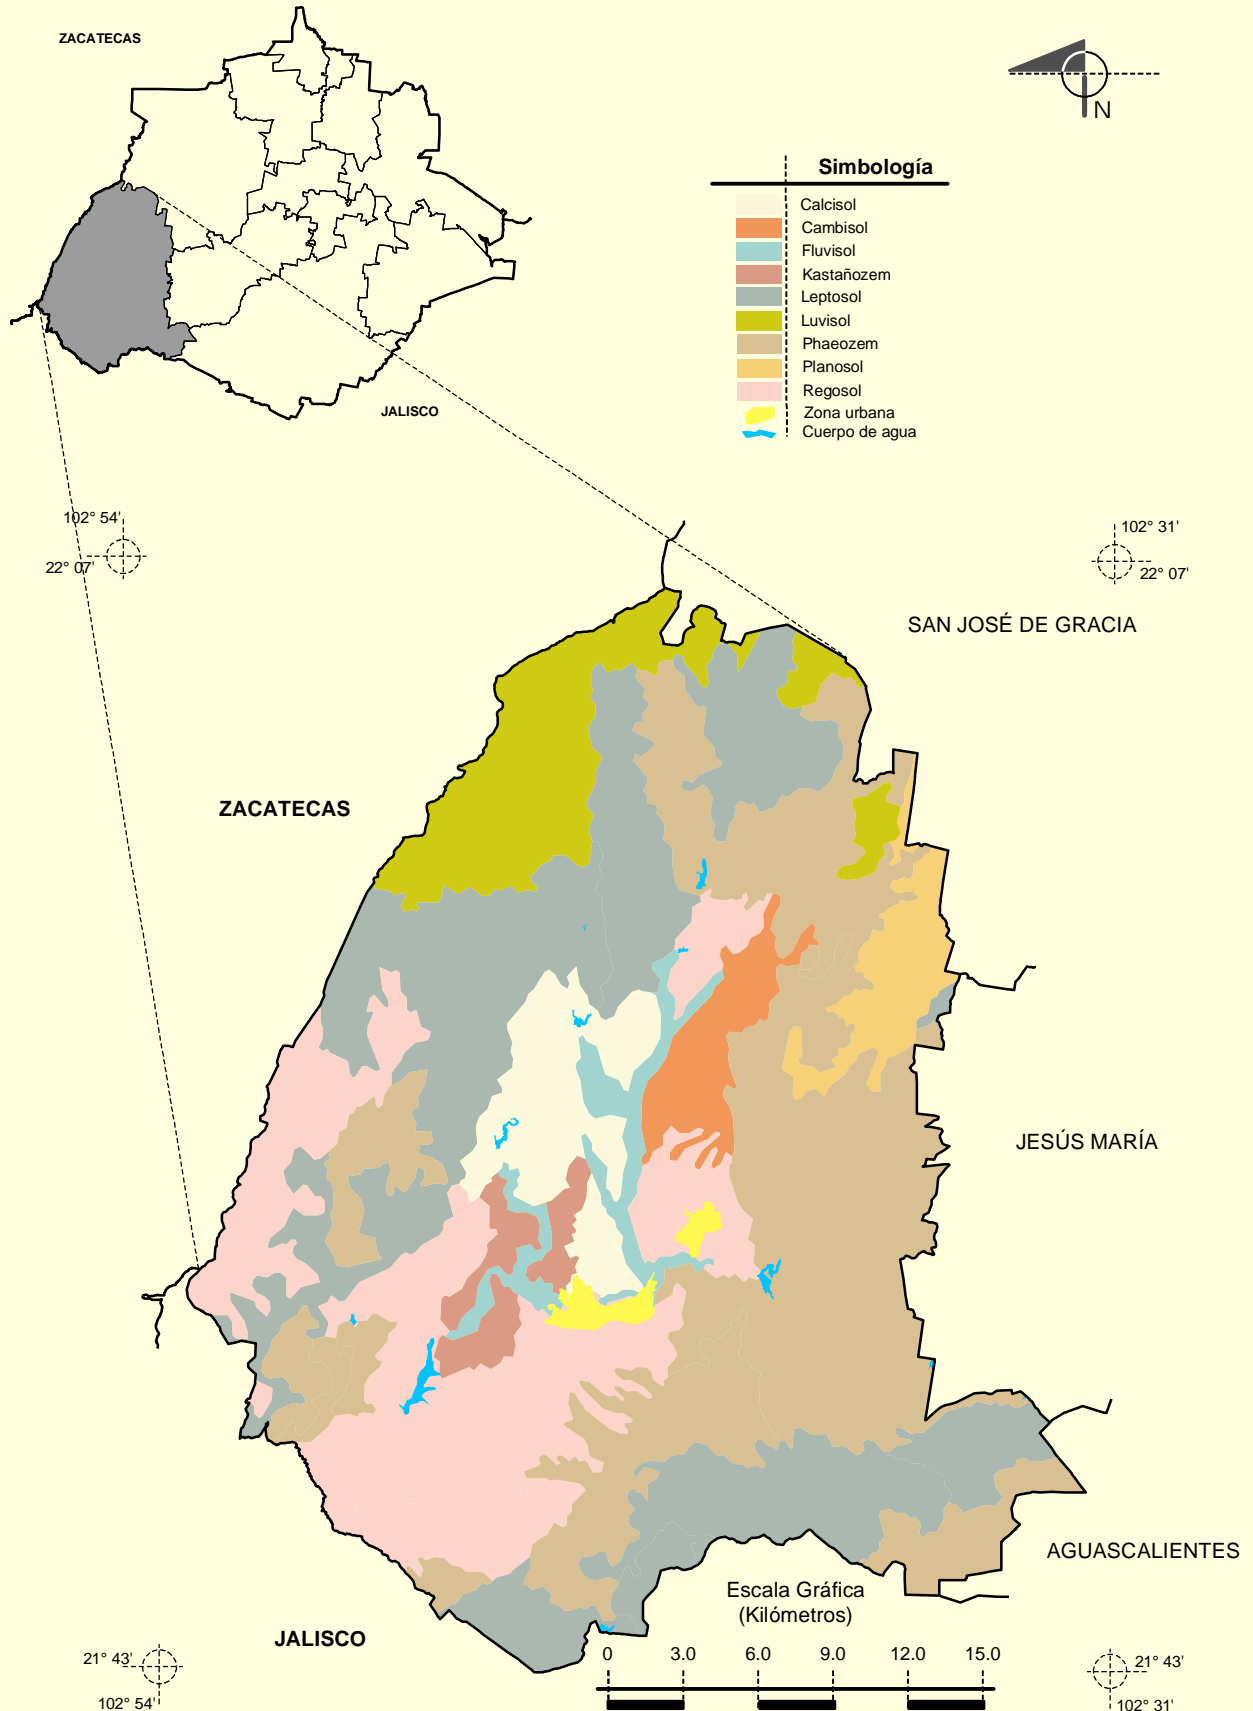 ZACATECAS
N
Simbología
Calcisol
Cambisol
Fluvisol
Kastañozem
Leptosol
Luvisol
Phaeozem
Planosol
Regosol
Zona urbana
Cuerpo de agua
JALISCO
102° 54'
22° 07'
102° 31'
22° 07'
SAN JOSÉ DE GRACIA
ZACATECAS
JESÚS MARÍA
AGUASCALIENTES
Escala Gráfica
(Kilómetros)
JALISCO
0 3.0 6.0 9.0 12.0 15.0
21° 43'
102° 54'
21° 43'
102° 31'